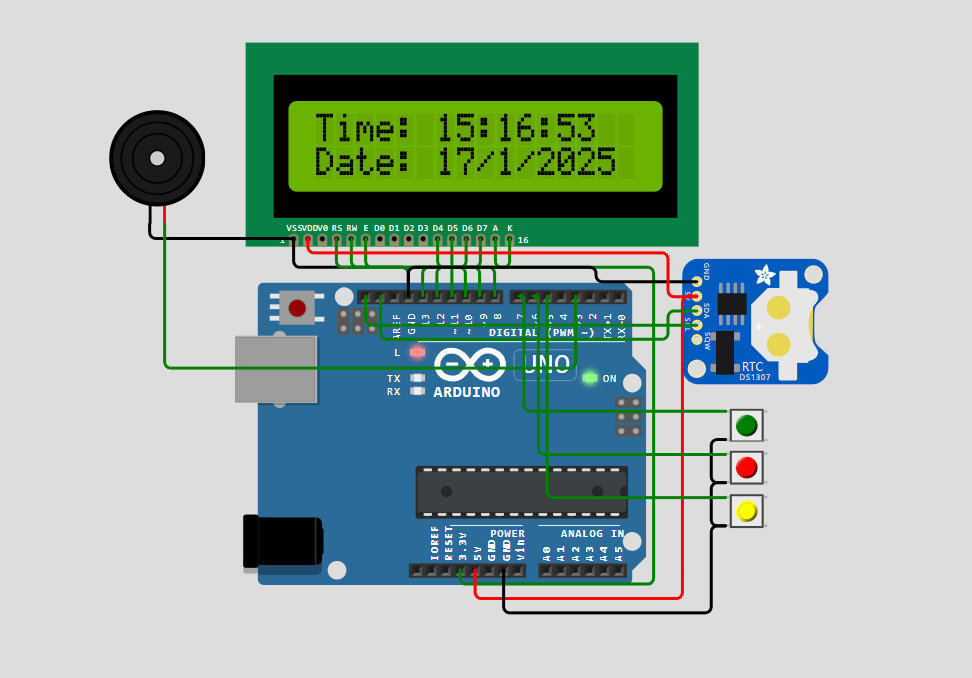 Time: 15:16:53
Date: 17/1/2025
VSS VDD V0 RS RW E D0 D1 D2 D3 D4 D5 D6 D7 A K
1 16
GND
SDA
SQW
RTC
DS1307
AREF GND 13 12 ~11 ~10 ~9 8 7 ~6 ~5 4 ~3 2 TX→1 RX←0
DIGITAL (PWM ~)
L
UNO
TX
RX
ON
ARDUINO
POWER
ANALOG IN
IOREF RESET 3.3V 5V GND GND Vin A0 A1 A2 A3 A4 A5